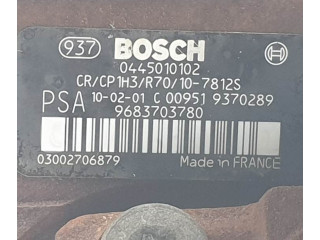 937 BOSCH
0445010102
CR/CP1H3/R70/10-7812S
PSA 10-02-01 C 00951 9370289
9683703780
03002706879 Made in FRANCE